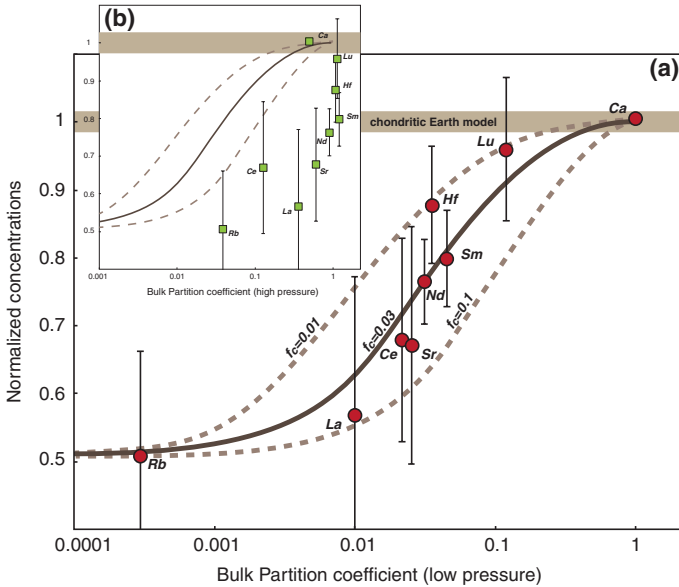 (b)
(a)
1
0.9
0.8
0.7
0.6
0.5
Ca
Lu
Hf
Sm
Nd
Sr
Ce
La
Rb
0.001
0.01
0.1
1
Bulk Partition coefficient (high pressure)
chondritic Earth model
Normalized concentrations
1
0.9
0.8
0.7
0.6
0.5
Ca
Lu
Hf
Sm
Nd
Ce
Sr
La
Rb
fc=0.01
fc=0.03
fc=0.1
0.0001
0.001
0.01
0.1
1
Bulk Partition coefficient (low pressure)